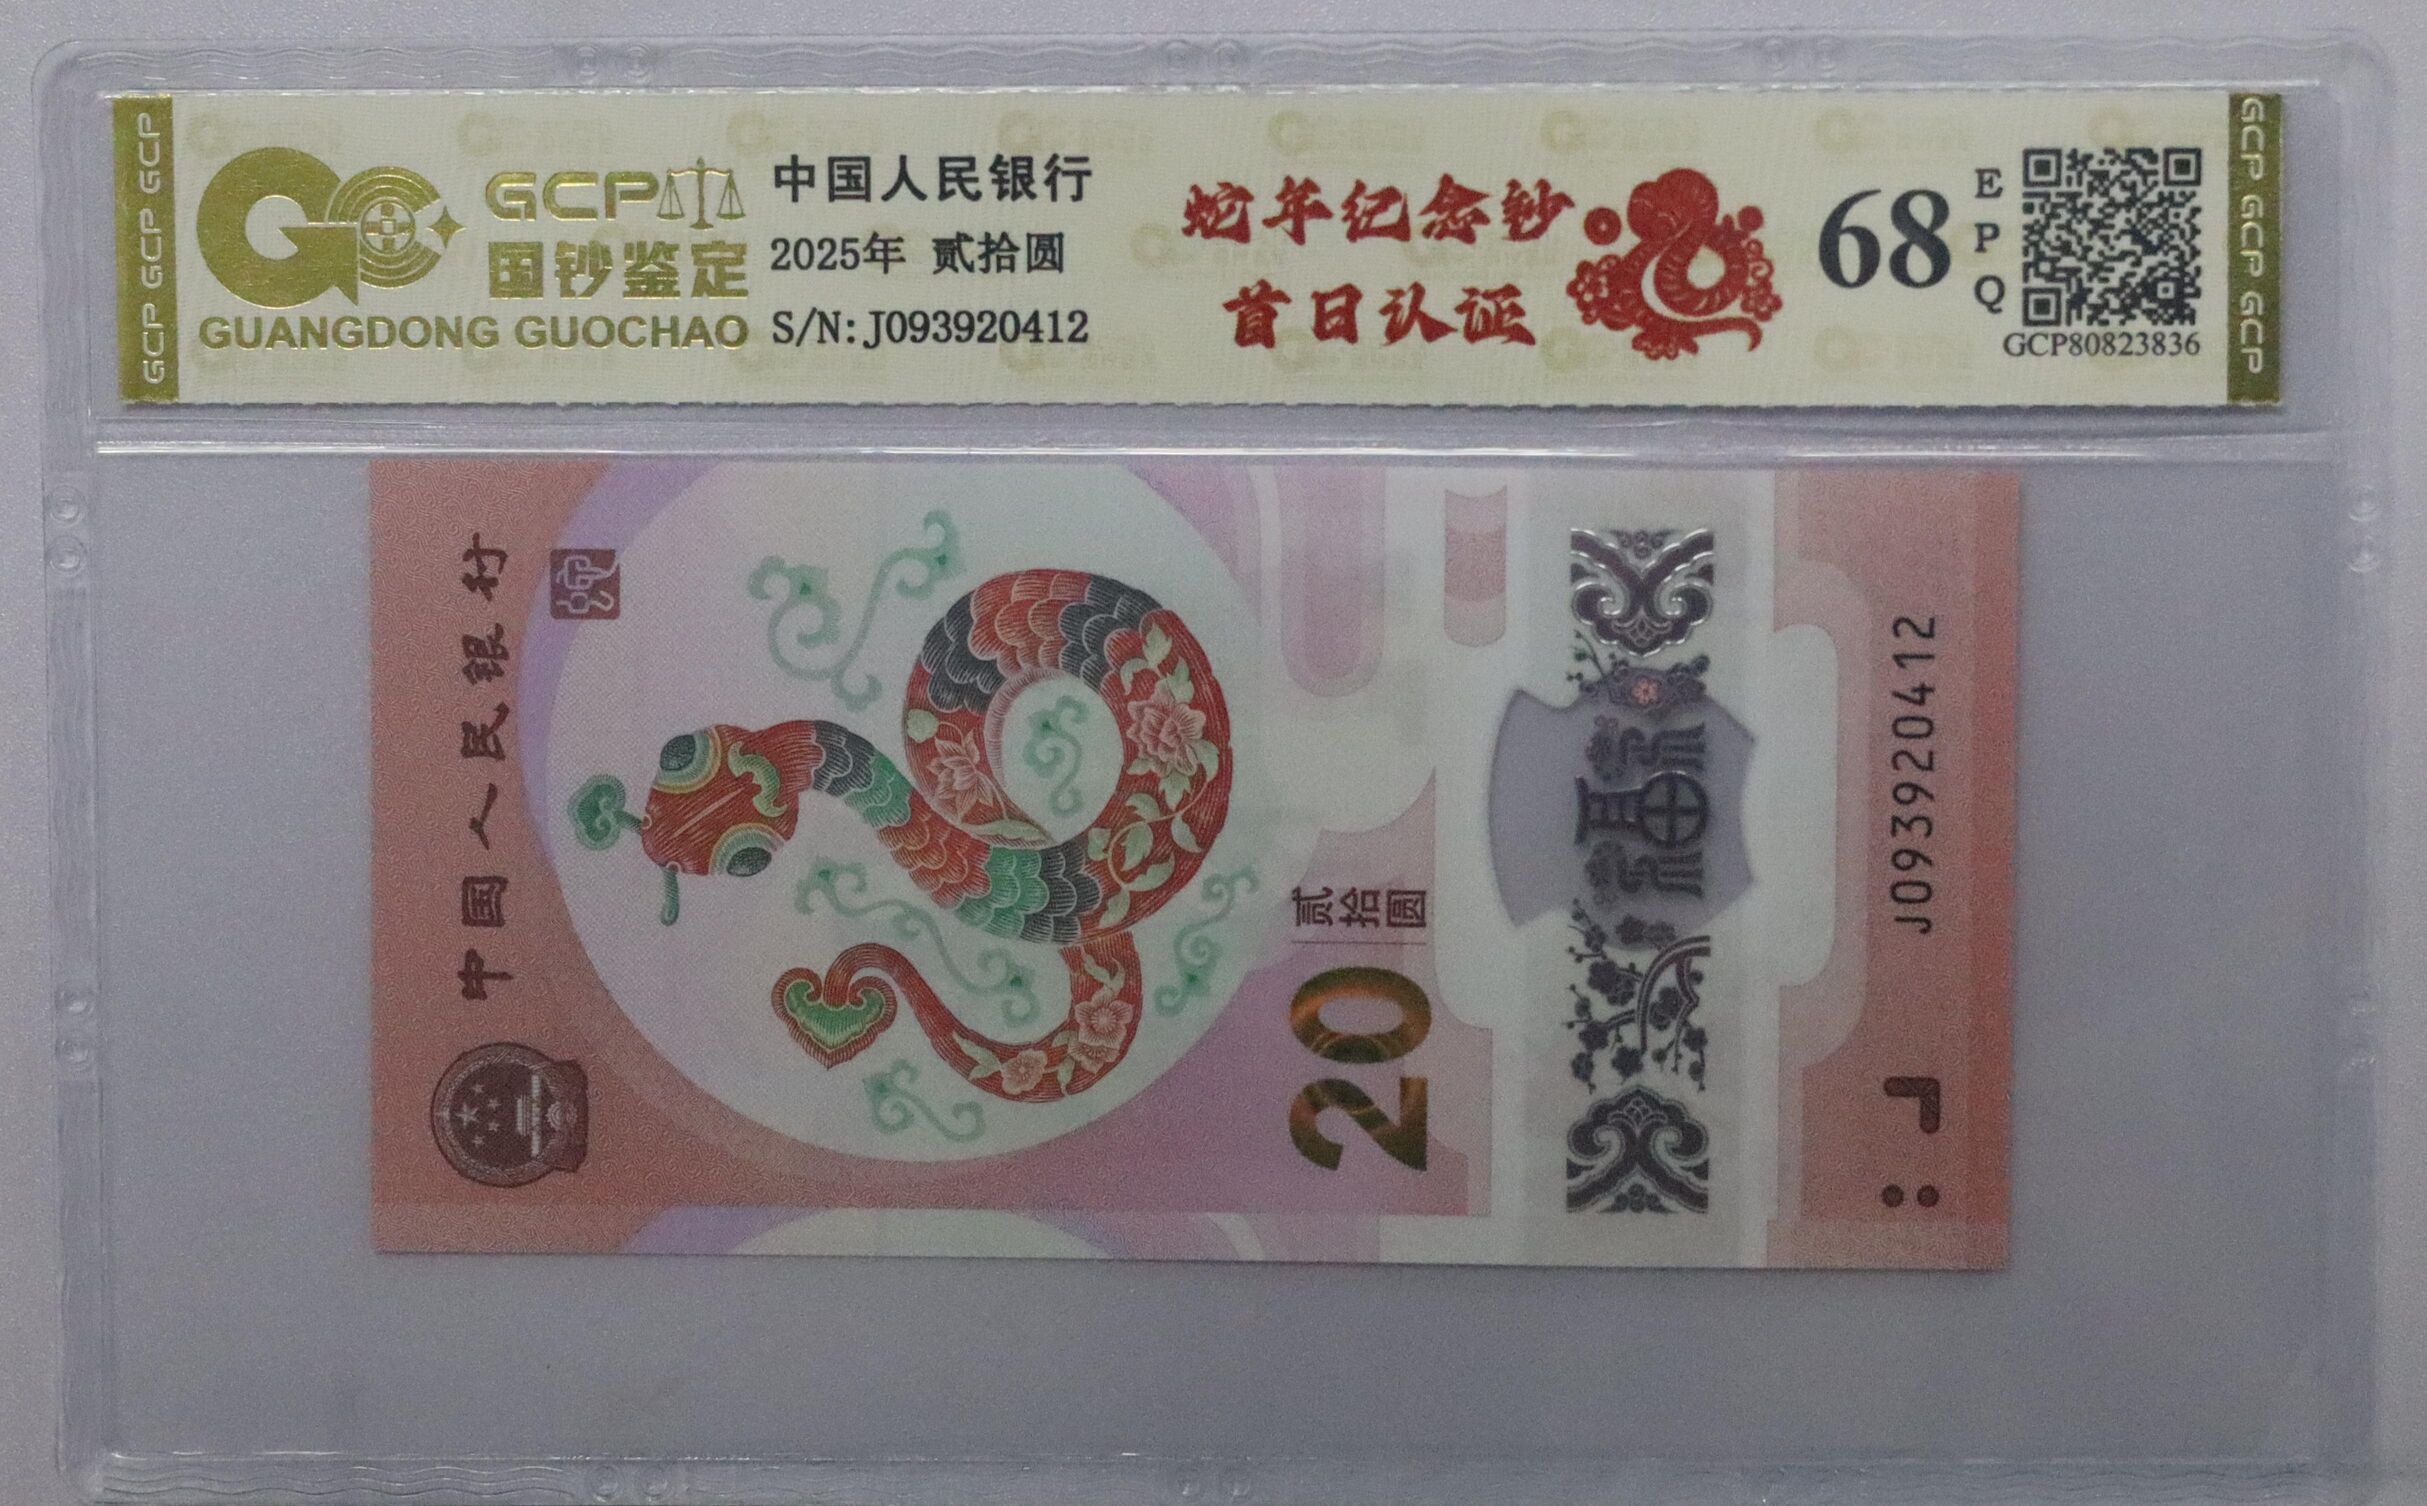 GCP GCP GCP
GCP
国钞鉴定
GUANGDONG GUOCHAO
中国人民银行
2025年 贰拾圆
S/N:J093920412
蛇年纪念钞
首日认证
68
EPQ
GCP80823836
GCP GCP GCP
中国人民银行
20
贰拾圆
福
J093920412